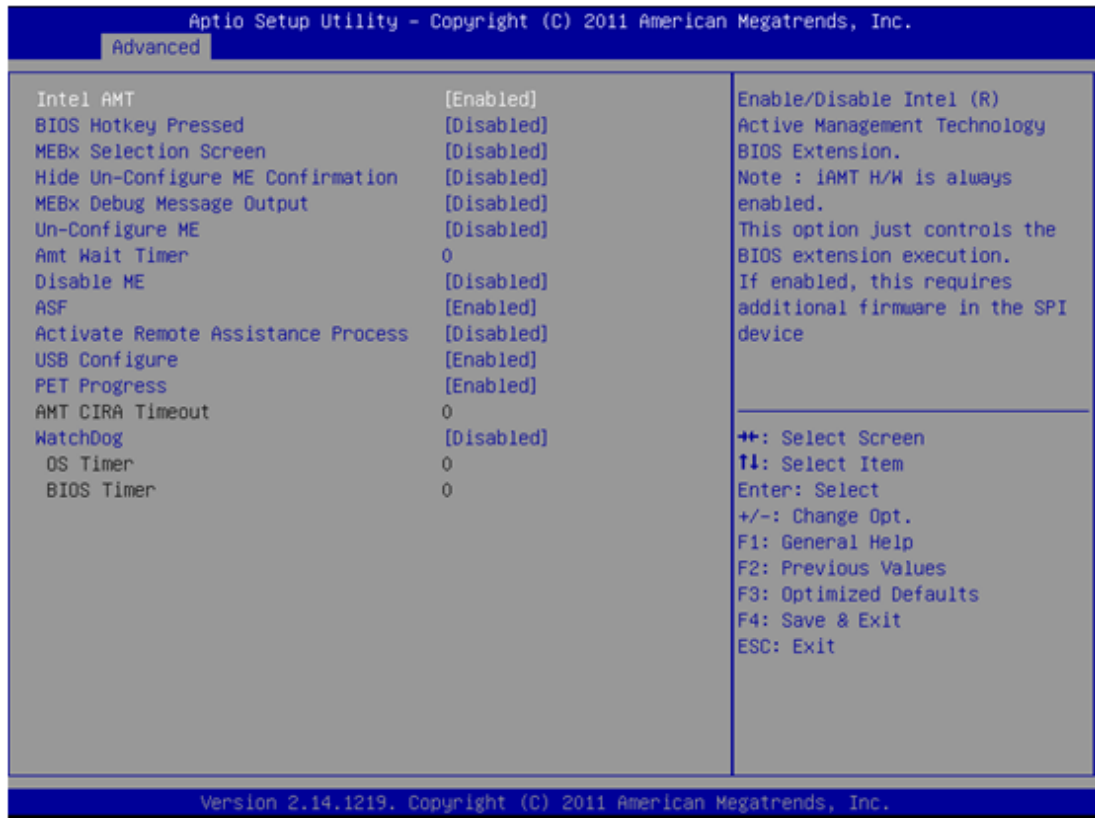 Aptio Setup Utility – Copyright (C) 2011 American Megatrends, Inc.
Advanced
Intel AMT [Enabled]
BIOS Hotkey Pressed [Disabled]
MEBx Selection Screen [Disabled]
Hide Un-Configure ME Confirmation [Disabled]
MEBx Debug Message Output [Disabled]
Un-Configure ME [Disabled]
Amt Wait Timer 0
Disable ME [Disabled]
ASF [Enabled]
Activate Remote Assistance Process [Disabled]
USB Configure [Enabled]
PET Progress [Enabled]
AMT CIRA Timeout 0
WatchDog [Disabled]
OS Timer 0
BIOS Timer 0
Enable/Disable Intel (R)
Active Management Technology
BIOS Extension.
Note : iAMT H/W is always
enabled.
This option just controls the
BIOS extension execution.
If enabled, this requires
additional firmware in the SPI
device
→←: Select Screen
↑↓: Select Item
Enter: Select
+/-: Change Opt.
F1: General Help
F2: Previous Values
F3: Optimized Defaults
F4: Save & Exit
ESC: Exit
Version 2.14.1219. Copyright (C) 2011 American Megatrends, Inc.